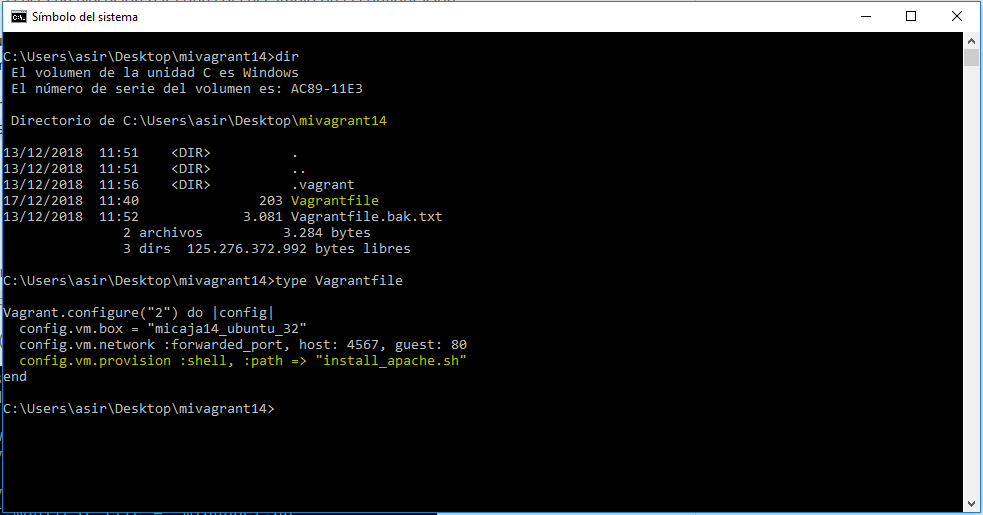 Símbolo del sistema
C:\Users\asir\Desktop\mivagrant14>dir
El volumen de la unidad C es Windows
El número de serie del volumen es: AC89-11E3
Directorio de C:\Users\asir\Desktop\mivagrant14
13/12/2018  11:51    <DIR>          .
13/12/2018  11:51    <DIR>          ..
13/12/2018  11:56    <DIR>          .vagrant
17/12/2018  11:40               203 Vagrantfile
13/12/2018  11:52             3.081 Vagrantfile.bak.txt
2 archivos          3.284 bytes
3 dirs  125.276.372.992 bytes libres
C:\Users\asir\Desktop\mivagrant14>type Vagrantfile
Vagrant.configure("2") do |config|
config.vm.box = "micaja14_ubuntu_32"
config.vm.network :forwarded_port, host: 4567, guest: 80
config.vm.provision :shell, :path => "install_apache.sh"
end
C:\Users\asir\Desktop\mivagrant14>